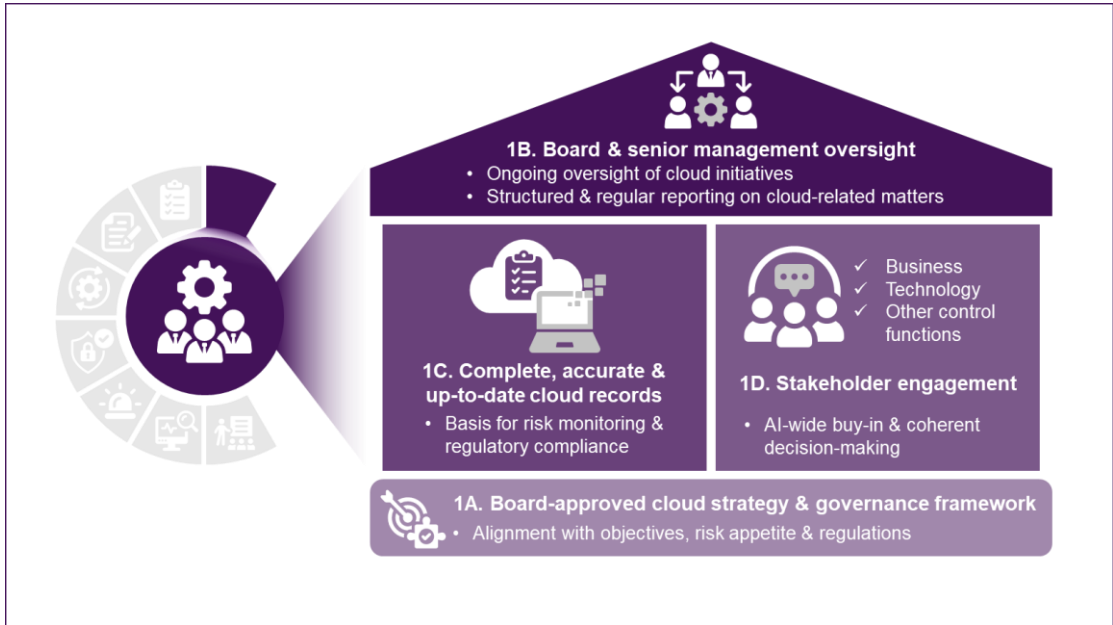 1B. Board & senior management oversight
• Ongoing oversight of cloud initiatives
• Structured & regular reporting on cloud-related matters
1C. Complete, accurate &
up-to-date cloud records
• Basis for risk monitoring &
regulatory compliance
✓ Business
✓ Technology
✓ Other control
functions
1D. Stakeholder engagement
• AI-wide buy-in & coherent
decision-making
1A. Board-approved cloud strategy & governance framework
• Alignment with objectives, risk appetite & regulations